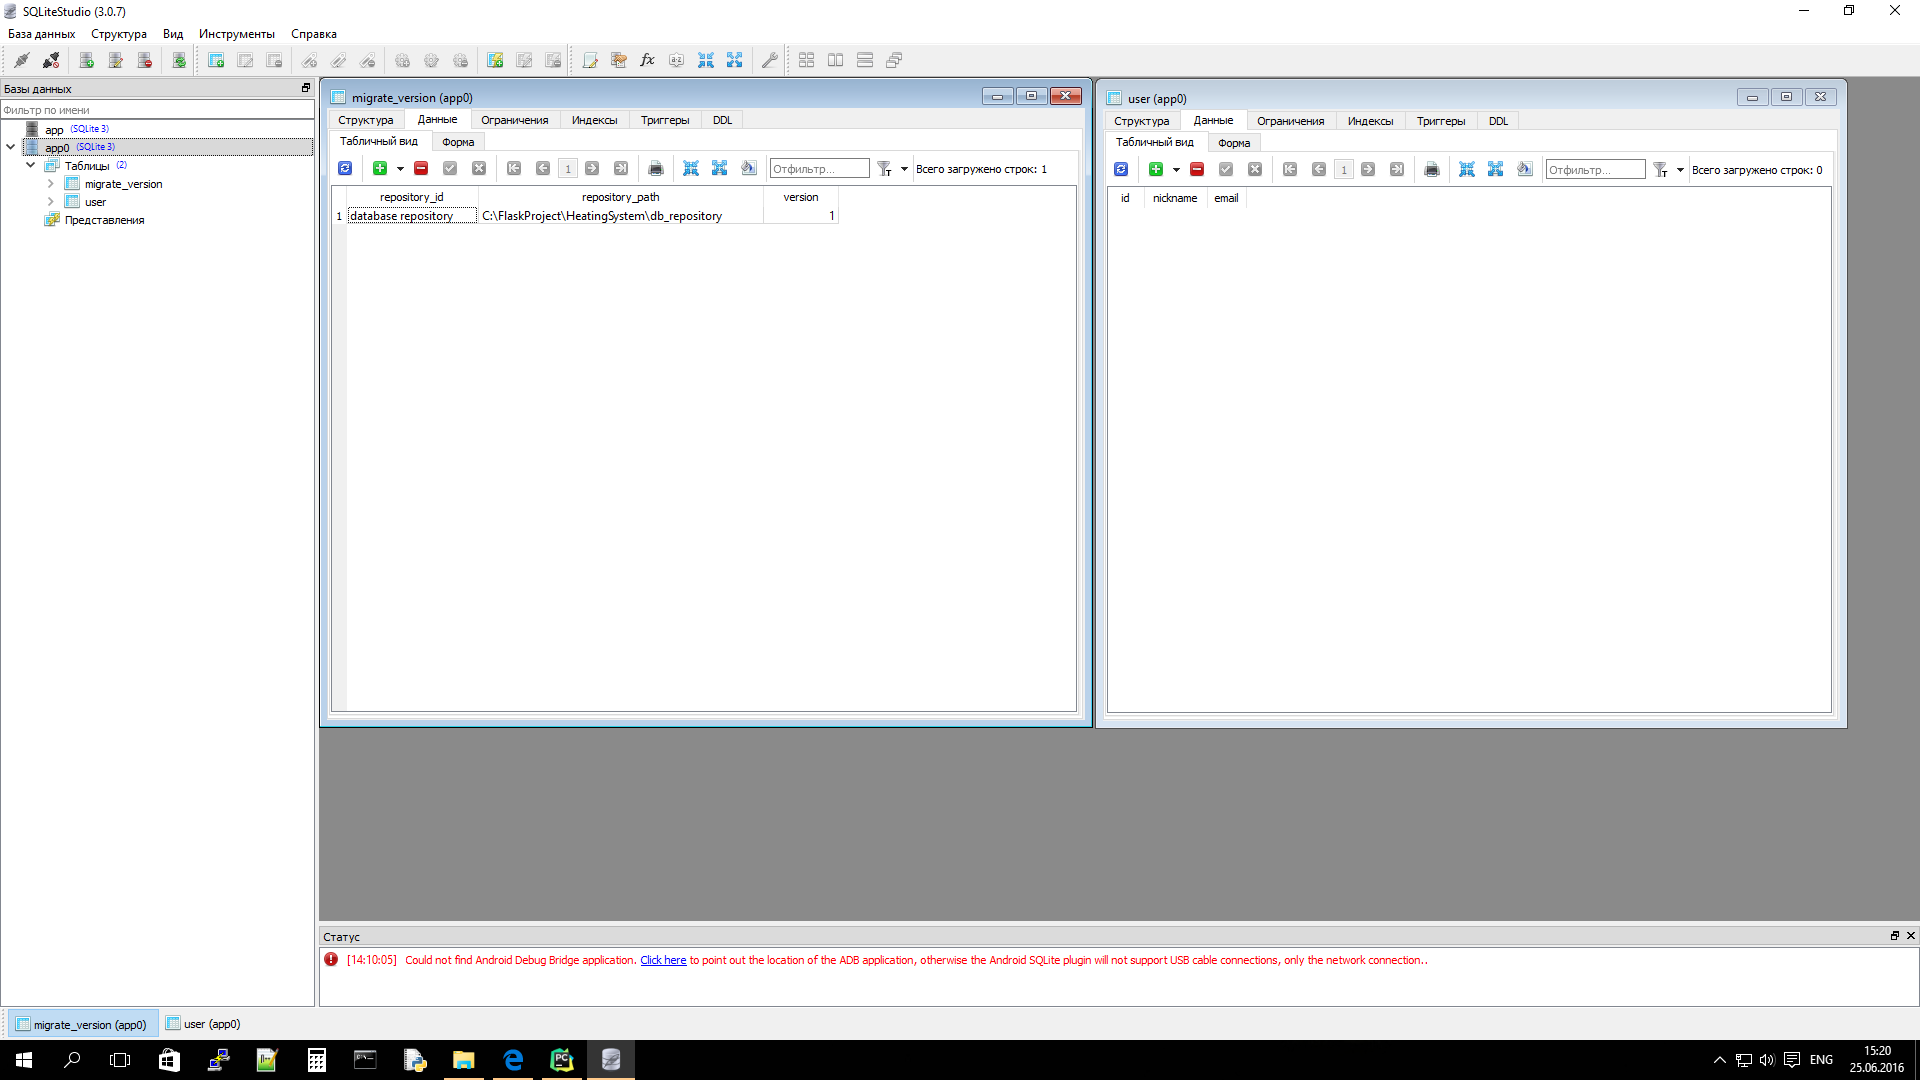 SQLiteStudio (3.0.7)
База данных Структура Вид Инструменты Справка
Базы данных
Фильтр по имени
app (SQLite 3)
app0 (SQLite 3)
Таблицы (2)
migrate_version
user
Представления
migrate_version (app0)
Структура Данные Ограничения Индексы Триггеры DDL
Табличный вид Форма
1 Отфильтр... Всего загружено строк: 1
repository_id repository_path version
1 database repository C:\FlaskProject\HeatingSystem\db_repository 1
user (app0)
Структура Данные Ограничения Индексы Триггеры DDL
Табличный вид Форма
1 Отфильтр... Всего загружено строк: 0
id nickname email
Статус
[14:10:05] Could not find Android Debug Bridge application. Click here to point out the location of the ADB application, otherwise the Android SQLite plugin will not support USB cable connections, only the network connection..
migrate_version (app0) user (app0)
ENG
15:20
25.06.2016